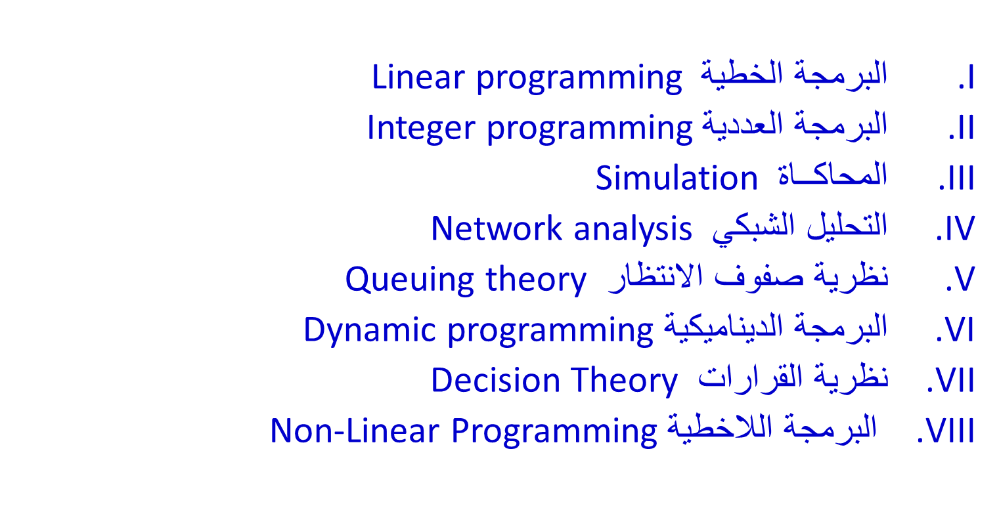 I. البرمجة الخطية Linear programming
II. البرمجة العددية Integer programming
III. المحاكـــاة Simulation
IV. التحليل الشبكي Network analysis
V. نظرية صفوف الانتظار Queuing theory
VI. البرمجة الديناميكية Dynamic programming
VII. نظرية القرارات Decision Theory
VIII. البرمجة اللاخطية Non-Linear Programming